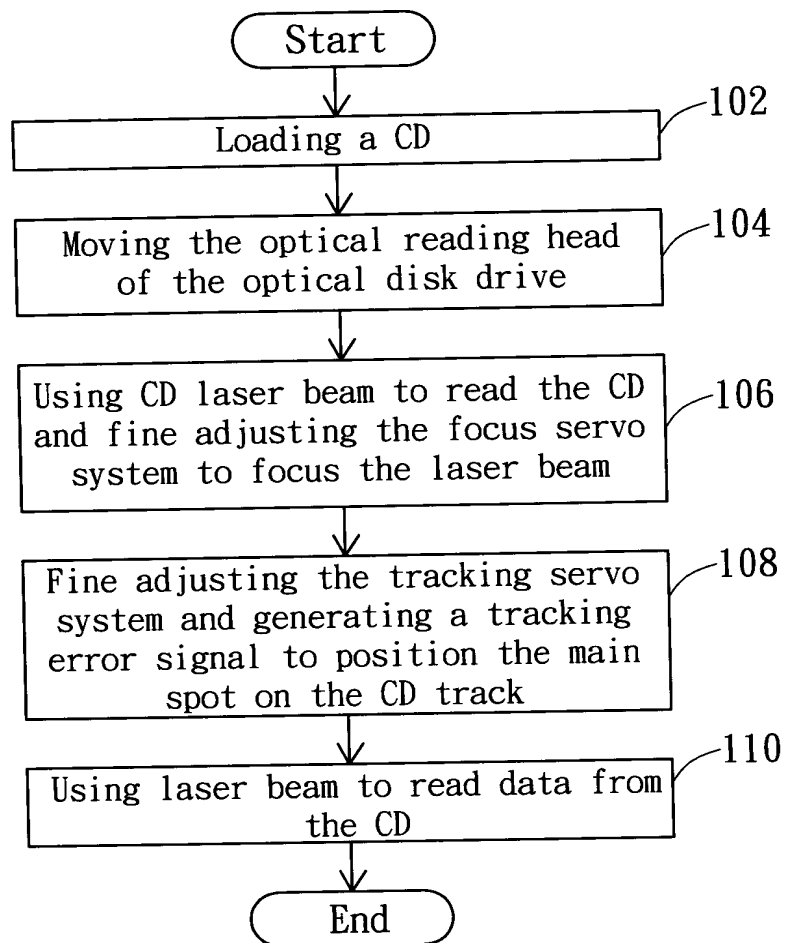 Start
102
Loading a CD
104
Moving the optical reading head
of the optical disk drive
106
Using CD laser beam to read the CD
and fine adjusting the focus servo
system to focus the laser beam
108
Fine adjusting the tracking servo
system and generating a tracking
error signal to position the main
spot on the CD track
110
Using laser beam to read data from
the CD
End